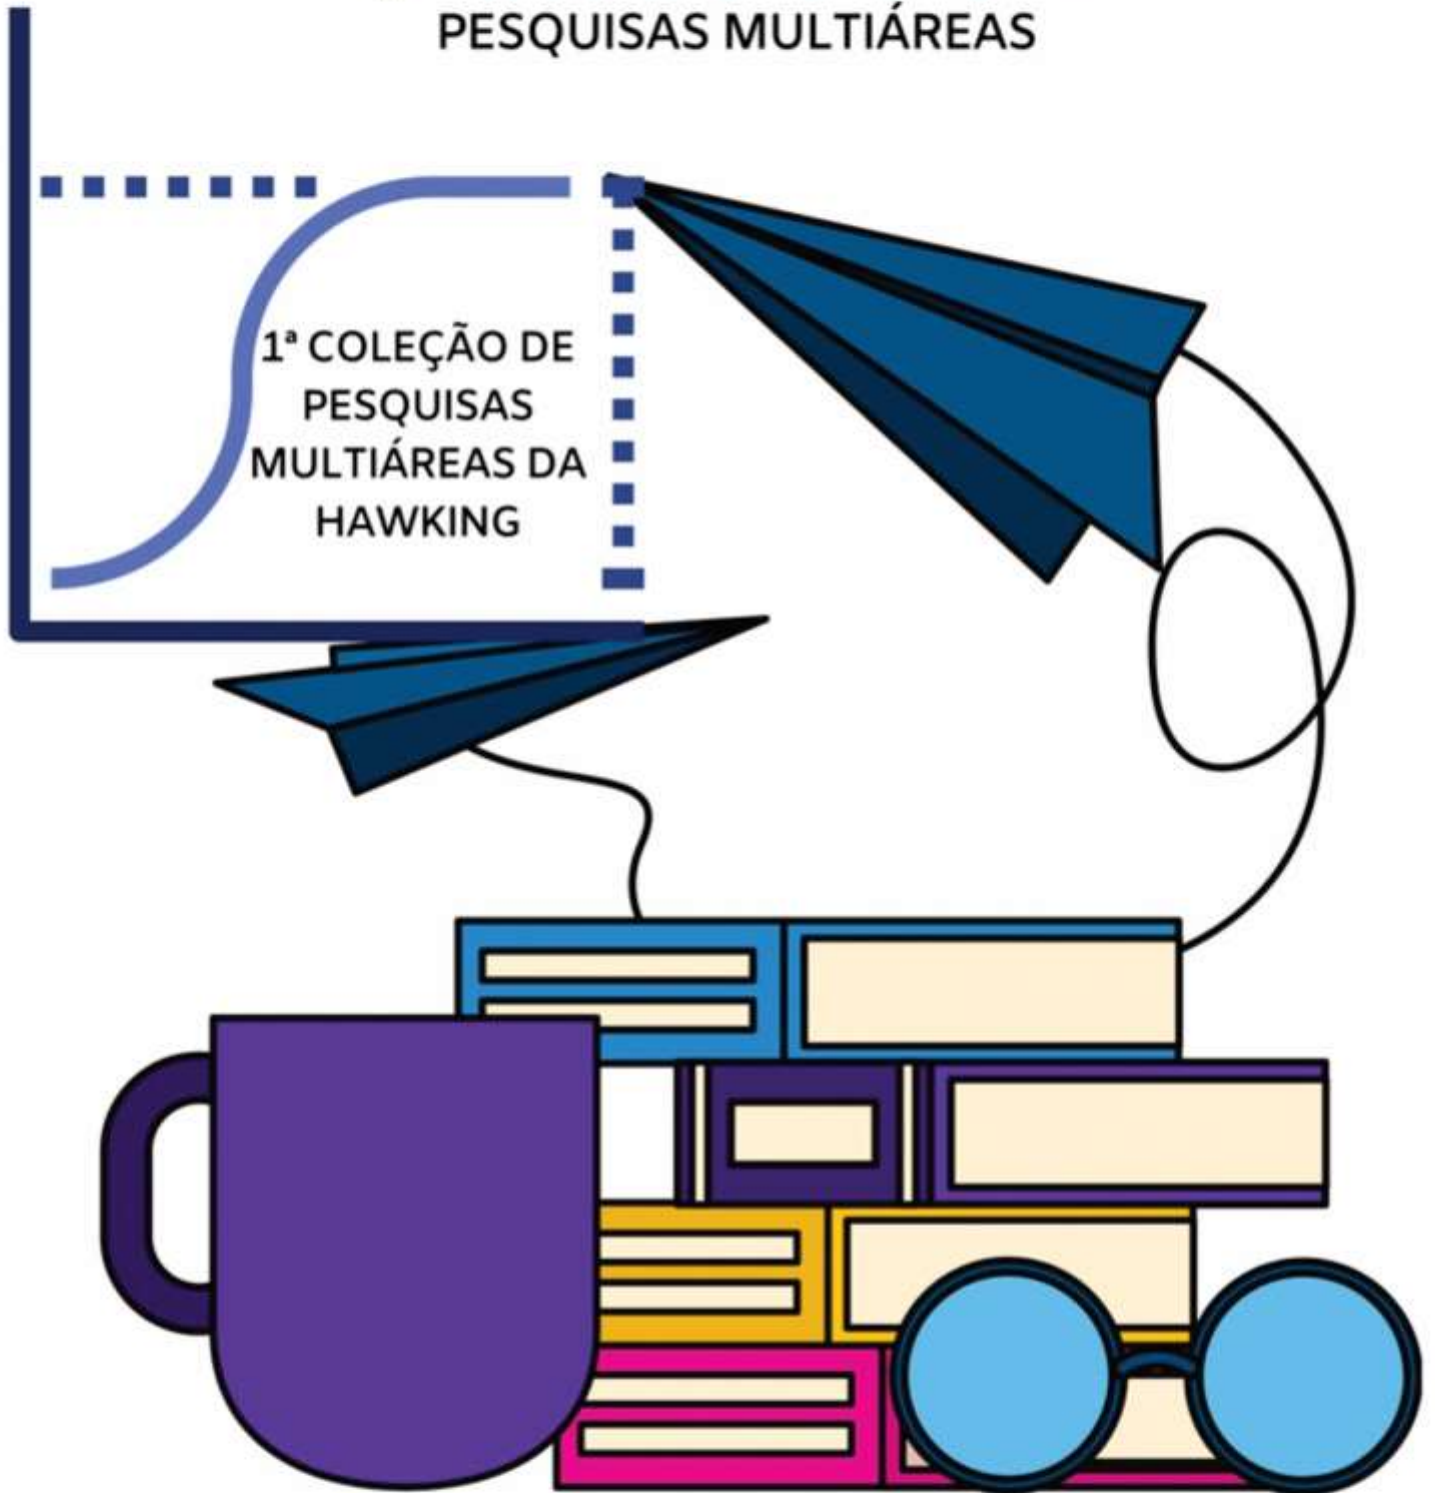 PESQUISAS MULTIÁREAS
1ª COLEÇÃO DE
PESQUISAS
MULTIÁREAS DA
HAWKING